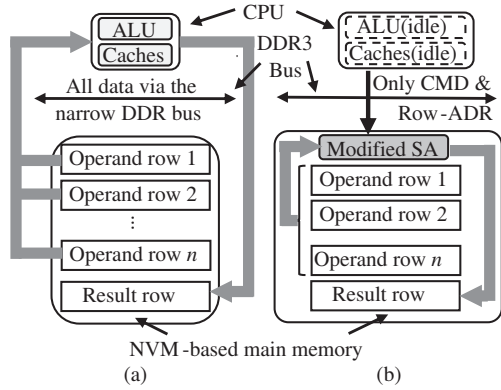 CPU
ALU
Caches
ALU(idle)
Caches(idle)
DDR3
Bus
All data via the
narrow DDR bus
Only CMD &
Row-ADR
Operand row 1
Operand row 2
⋮
Operand row n
Result row
Modified SA
Operand row 1
Operand row 2
Operand row n
Result row
NVM-based main memory
(a)
(b)